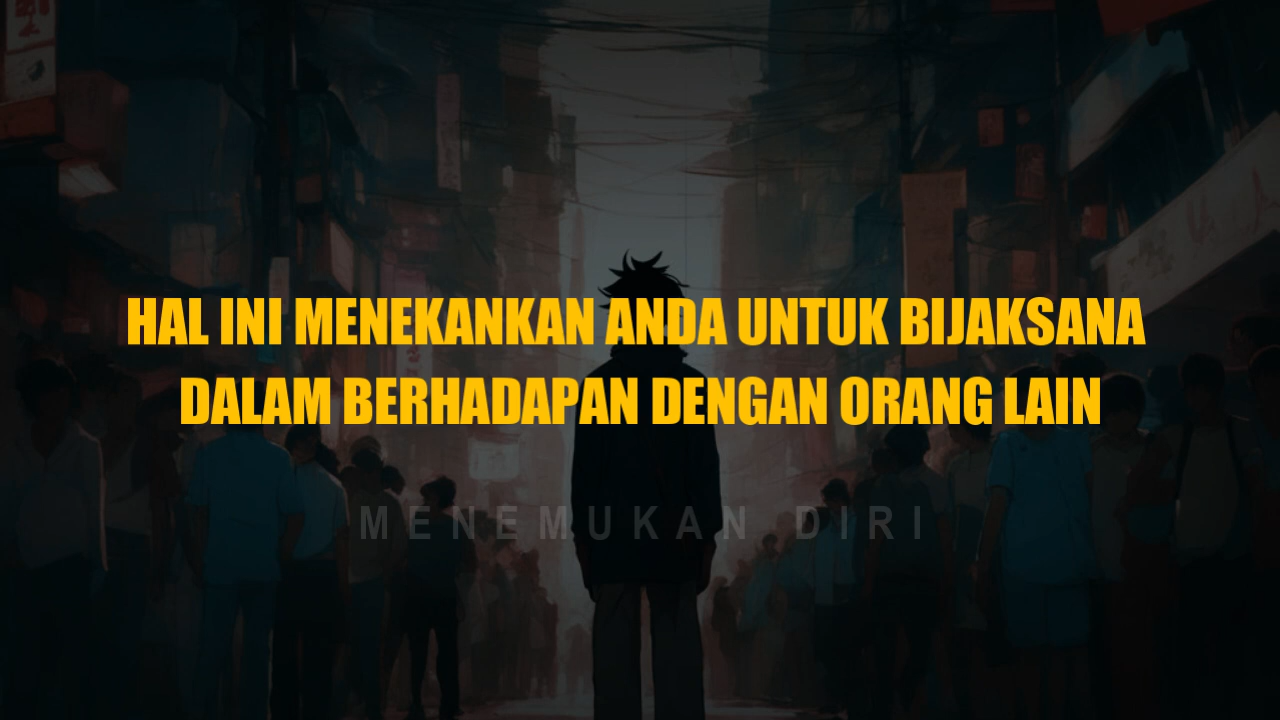 HAL INI MENEKANKAN ANDA UNTUK BIJAKSANA
DALAM BERHADAPAN DENGAN ORANG LAIN
MENEMUKAN DIRI